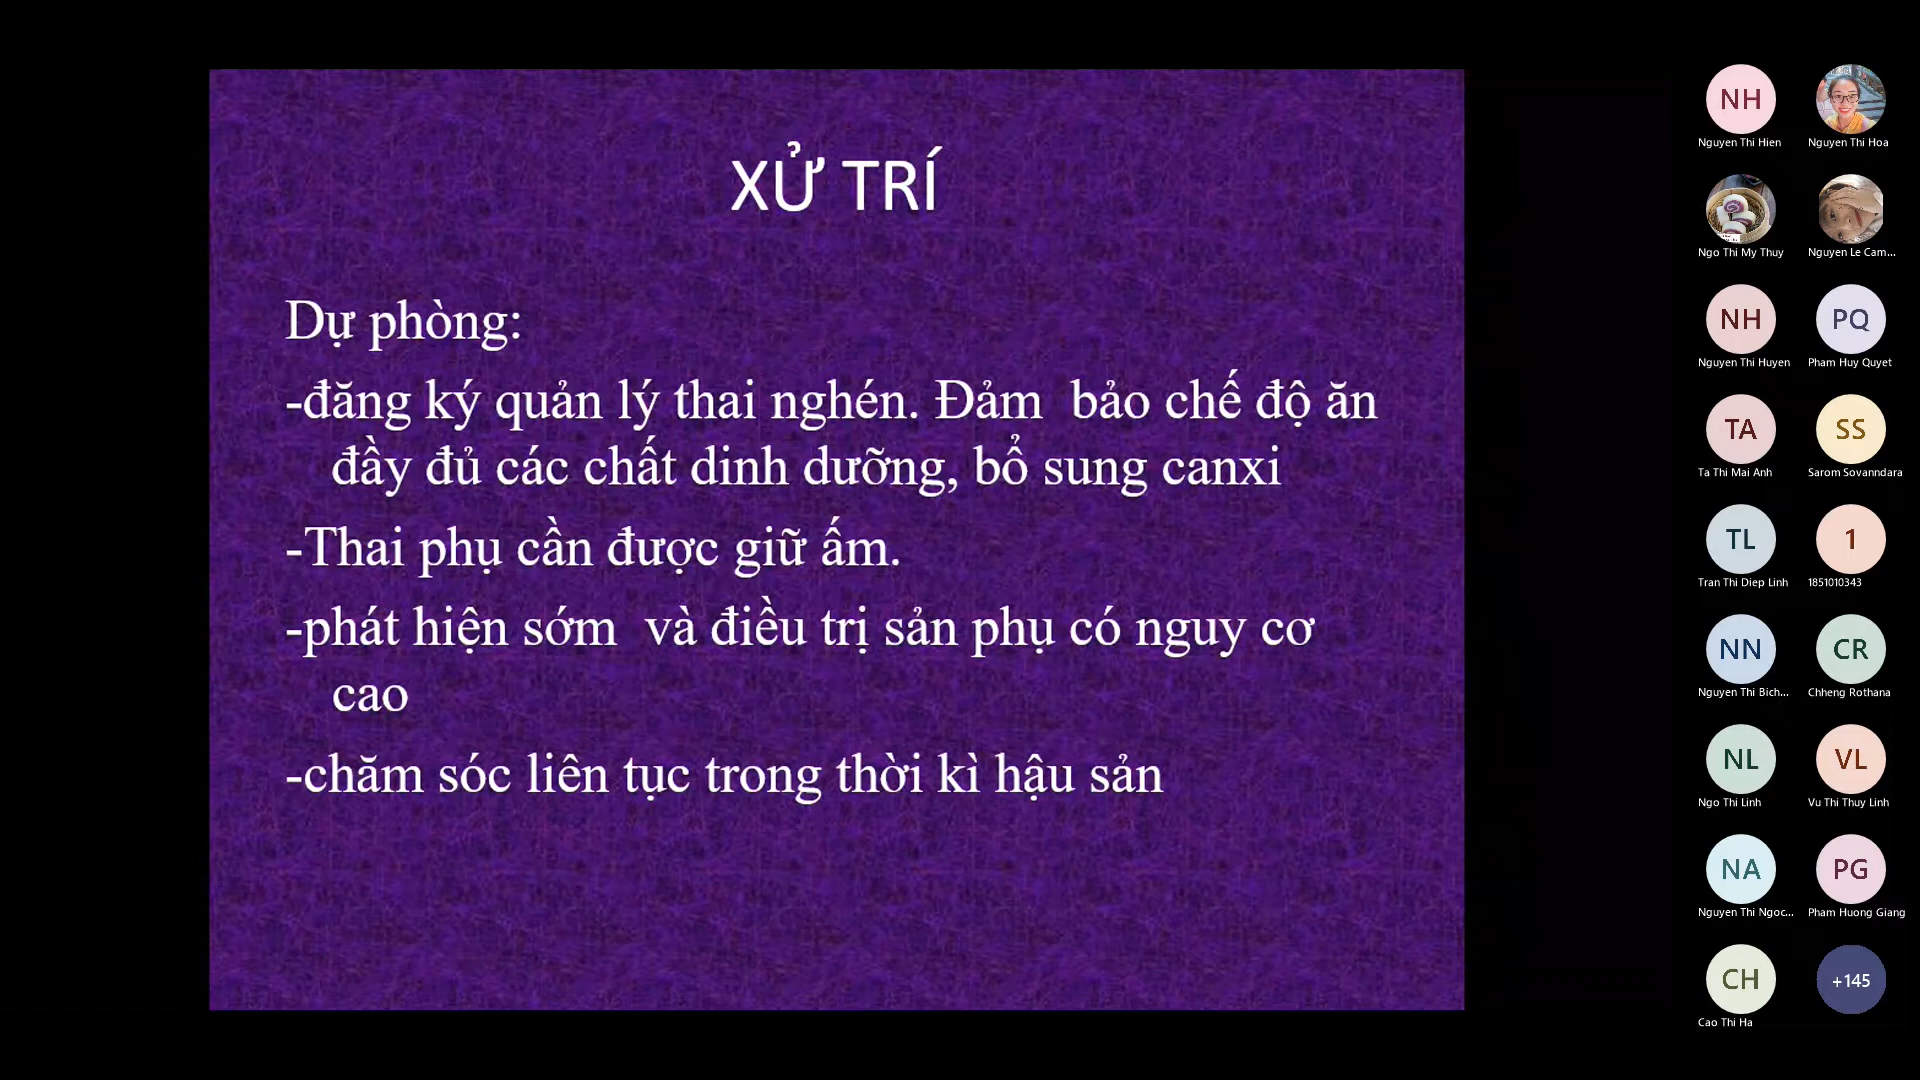 XỬ TRÍ
Dự phòng:
-đăng ký quản lý thai nghén. Đảm  bảo chế độ ăn
đầy đủ các chất dinh dưỡng, bổ sung canxi
-Thai phụ cần được giữ ấm.
-phát hiện sớm  và điều trị sản phụ có nguy cơ
cao
-chăm sóc liên tục trong thời kì hậu sản
NH
Nguyen Thi Hien
Nguyen Thi Hoa
Ngo Thi My Thuy
Nguyen Le Cam...
NH
PQ
Nguyen Thi Huyen
Pham Huy Quyet
TA
SS
Ta Thi Mai Anh
Sarom Sovanndara
TL
1
Tran Thi Diep Linh
1851010343
NN
CR
Nguyen Thi Bich...
Chheng Rothana
NL
VL
Ngo Thi Linh
Vu Thi Thuy Linh
NA
PG
Nguyen Thi Ngoc...
Pham Huong Giang
CH
+145
Cao Thi Ha